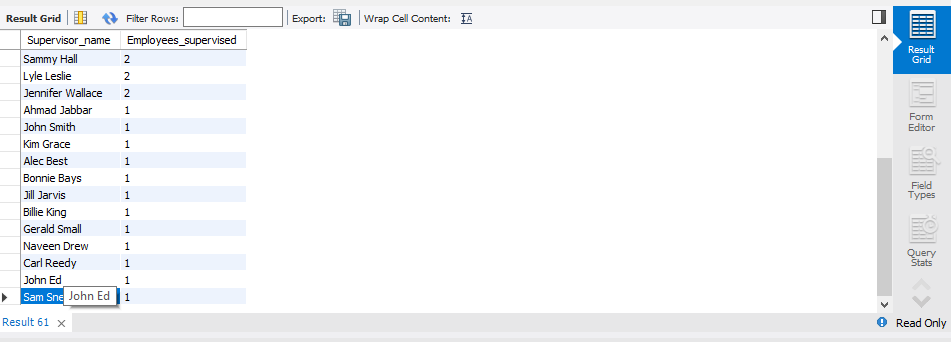 Result Grid Filter Rows: Export: Wrap Cell Content: IA
Supervisor_name Employees_supervised
Sammy Hall 2
Lyle Leslie 2
Jennifer Wallace 2
Ahmad Jabbar 1
John Smith 1
Kim Grace 1
Alec Best 1
Bonnie Bays 1
Jill Jarvis 1
Billie King 1
Gerald Small 1
Naveen Drew 1
Carl Reedy 1
John Ed 1
Sam Sne John Ed 1
Result 61
Result
Grid
Form
Editor
Field
Types
Query
Stats
Read Only